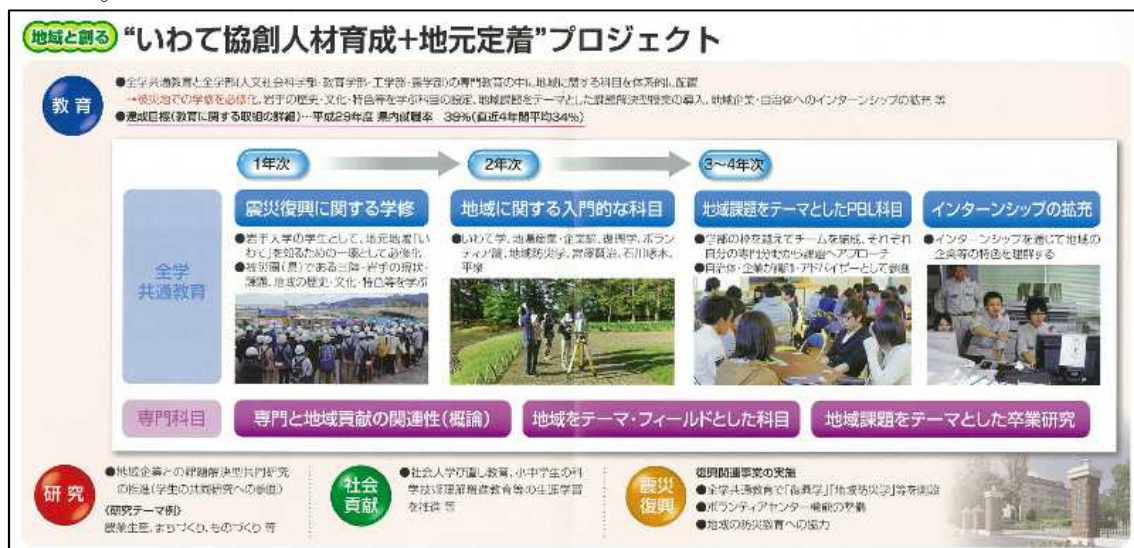 地域と創る “いわて協創人材育成+地元定着”プロジェクト
教育
●全学共通教育と全学部(人文社会科学部・教育学部・工学部・農学部)の専門教育の中に地域に関する科目を体系的に配置
→被災地での学修を必修化、岩手の歴史・文化・特色等を学ぶ科目の設定、地域課題をテーマとした課題解決型授業の導入、地域企業・自治体へのインターンシップの拡充 等
●達成目標(教育に関する取組の詳細)…平成29年度 県内就職率 39%(直近4年間平均34%)
1年次
2年次
3~4年次
全学
共通教育
震災復興に関する学修
●岩手大学の学生として、地元地域「い
わて」を知るための一環として必修化
●被災圏(県)である三陸・岩手の現状・
課題、地域の歴史・文化・特色等を学ぶ
地域に関する入門的な科目
●いわて学、地場産業・企業論、復興学、ボラン
ティア論、地域防災学、宮澤賢治、石川啄木、
平泉
地域課題をテーマとしたPBL科目
●学部の枠を越えてチームを編成、それぞれ
の自分の専門分野から課題へアプローチ
●自治体・企業が講師・アドバイザーとして参画
インターンシップの拡充
●インターンシップを通じて地域の
企業等の特色を理解する
専門科目
専門と地域貢献の関連性(概論)
地域をテーマ・フィールドとした科目
地域課題をテーマとした卒業研究
研究
●地域企業との課題解決型共同研究
の推進(学生の共同研究への参画)
〈研究テーマ例〉
農業生産、まちづくり、ものづくり 等
社会
貢献
●社会人学び直し教育、小中学生の科
学技術理解増進教育等の生涯学習
を推進 等
震災
復興
復興関連事業の実施
●全学共通教育で「復興学」「地域防災学」等を開設
●ボランティアセンター機能の整備
●地域の防災教育への協力